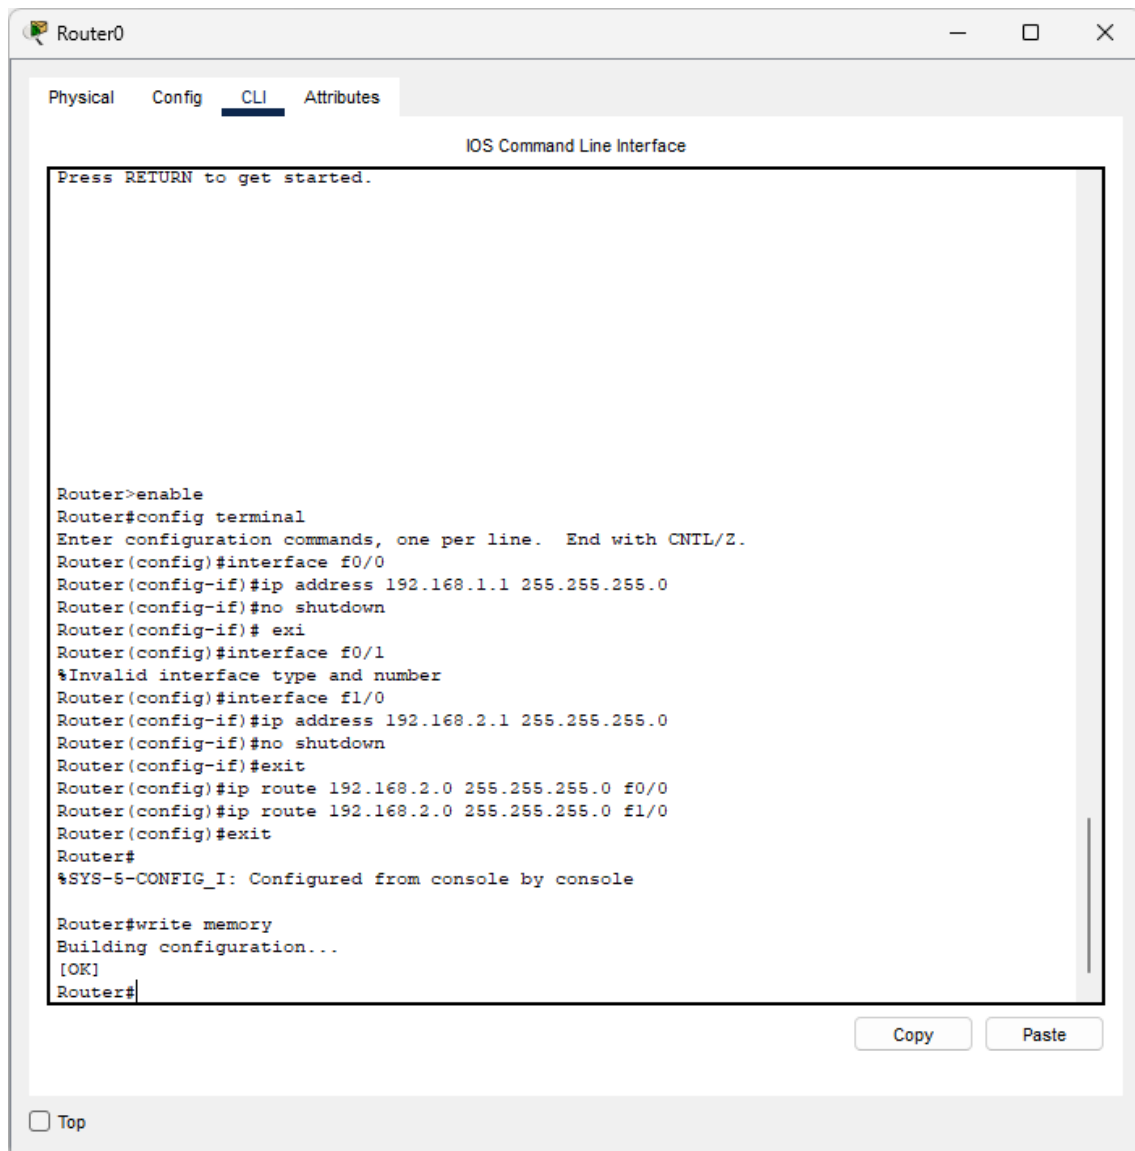 Router0
Physical Config CLI Attributes
IOS Command Line Interface
Press RETURN to get started.
Router>enable
Router#config terminal
Enter configuration commands, one per line.  End with CNTL/Z.
Router(config)#interface f0/0
Router(config-if)#ip address 192.168.1.1 255.255.255.0
Router(config-if)#no shutdown
Router(config-if)# exi
Router(config)#interface f0/1
%Invalid interface type and number
Router(config)#interface f1/0
Router(config-if)#ip address 192.168.2.1 255.255.255.0
Router(config-if)#no shutdown
Router(config-if)#exit
Router(config)#ip route 192.168.2.0 255.255.255.0 f0/0
Router(config)#ip route 192.168.2.0 255.255.255.0 f1/0
Router(config)#exit
Router#
%SYS-5-CONFIG_I: Configured from console by console
Router#write memory
Building configuration...
[OK]
Router#
Copy Paste
Top